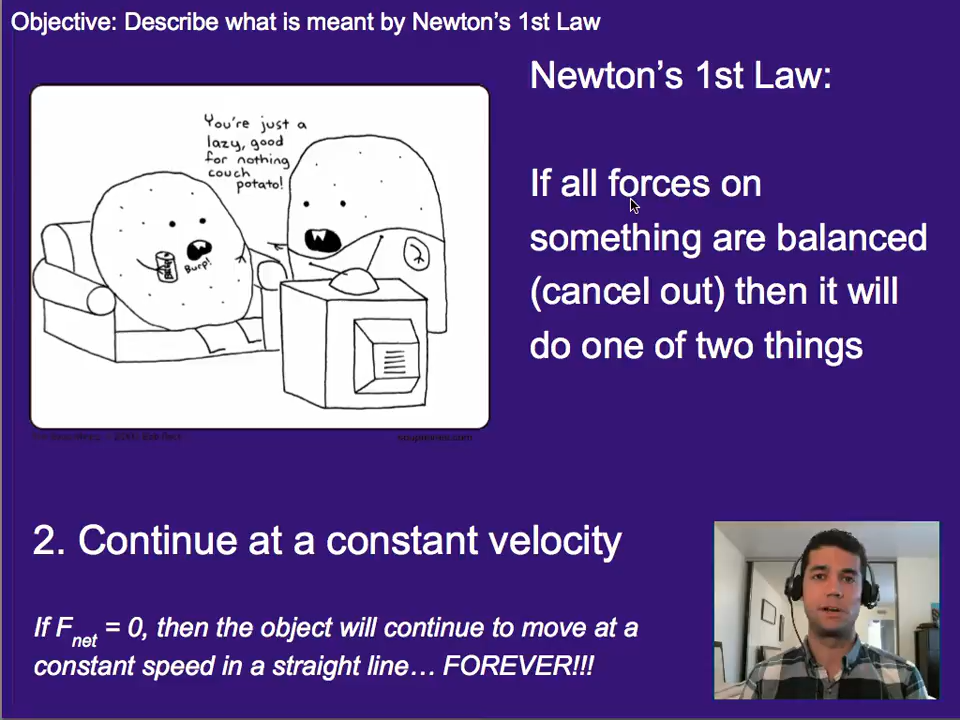 Objective: Describe what is meant by Newton’s 1st Law
Newton’s 1st Law:
If all forces on
something are balanced
(cancel out) then it will
do one of two things
You're just a
lazy, good
for nothing
couch
potato!
Burp!
2. Continue at a constant velocity
If Fnet = 0, then the object will continue to move at a
constant speed in a straight line… FOREVER!!!